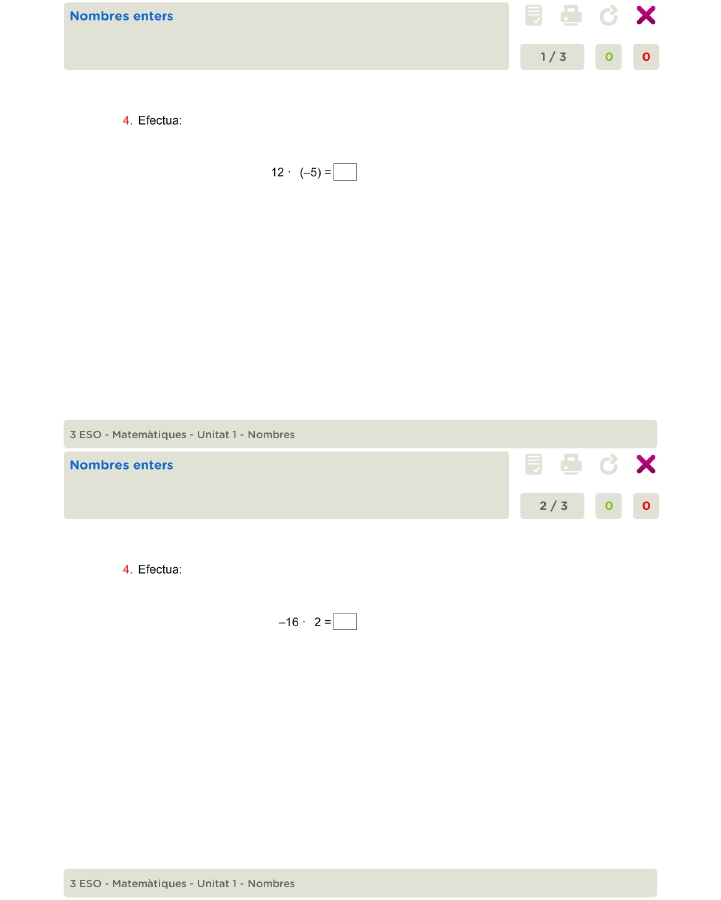 Nombres enters
1 / 3
0
0
4. Efectua:
12 · (–5) =
3 ESO - Matemàtiques - Unitat 1 - Nombres
Nombres enters
2 / 3
0
0
4. Efectua:
–16 · 2 =
3 ESO - Matemàtiques - Unitat 1 - Nombres